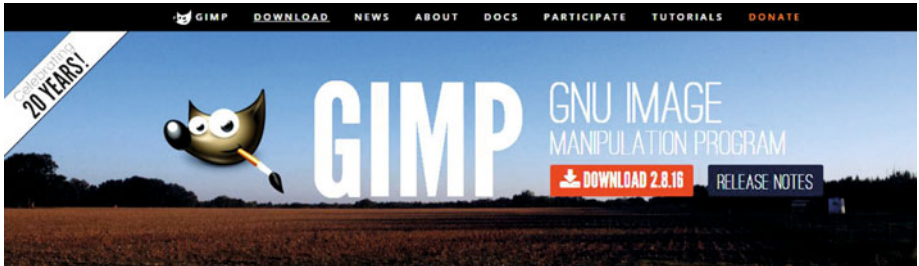 GIMP DOWNLOAD NEWS ABOUT DOCS PARTICIPATE TUTORIALS DONATE
Celebrating
20 YEARS!
GIMP
GNU IMAGE
MANIPULATION PROGRAM
DOWNLOAD 2.8.16 RELEASE NOTES